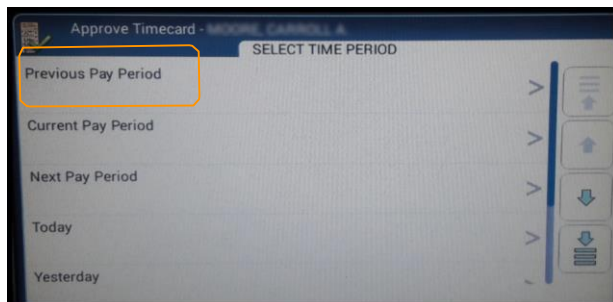 Approve Timecard -
SELECT TIME PERIOD
Previous Pay Period
Current Pay Period
Next Pay Period
Today
Yesterday